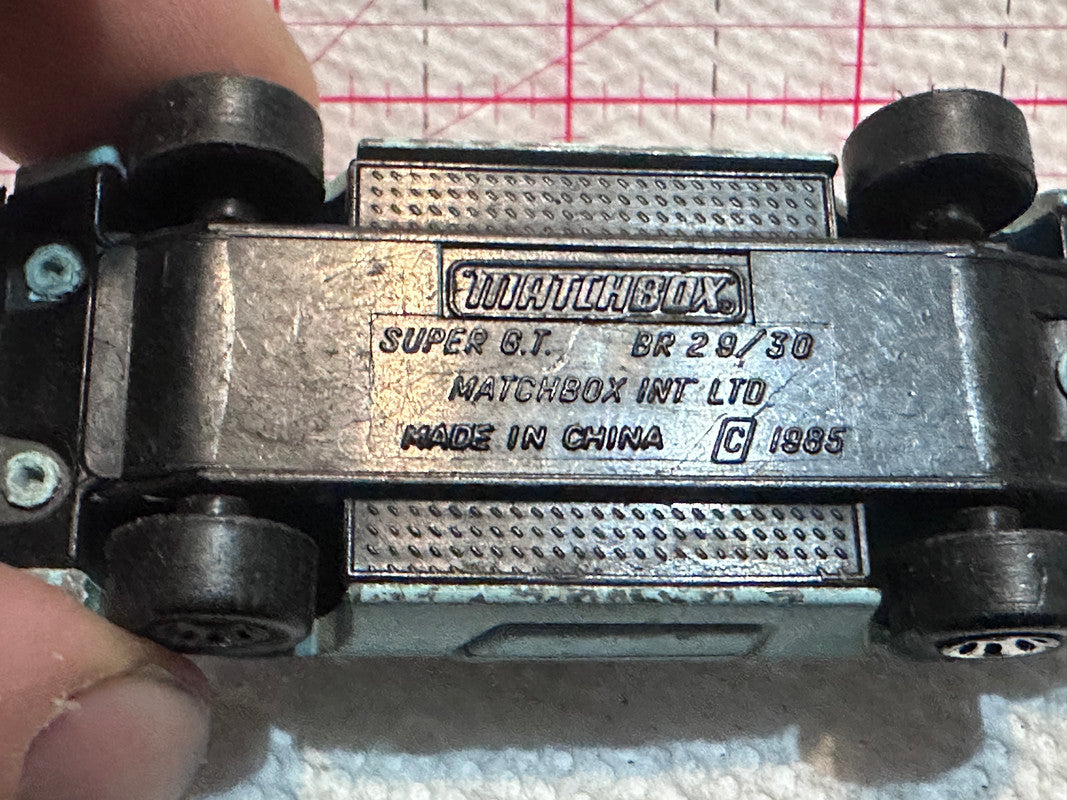 MATCHBOX®
SUPER G.T. BR 29/30
MATCHBOX INT LTD
MADE IN CHINA © 1985